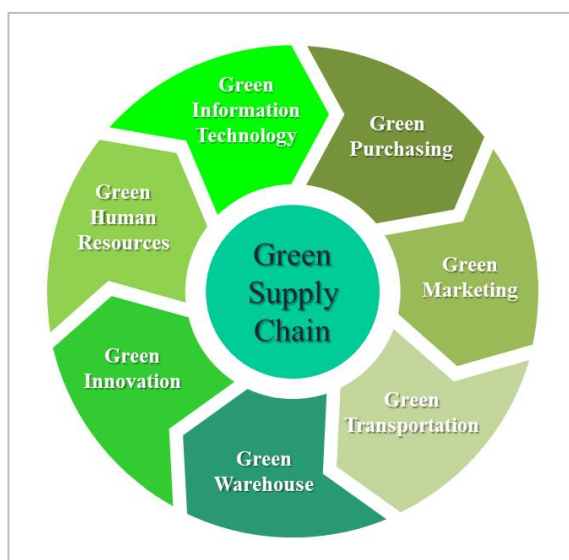 Green
Information
Technology
Green
Purchasing
Green
Marketing
Green
Transportation
Green
Warehouse
Green
Innovation
Green
Human
Resources
Green
Supply
Chain